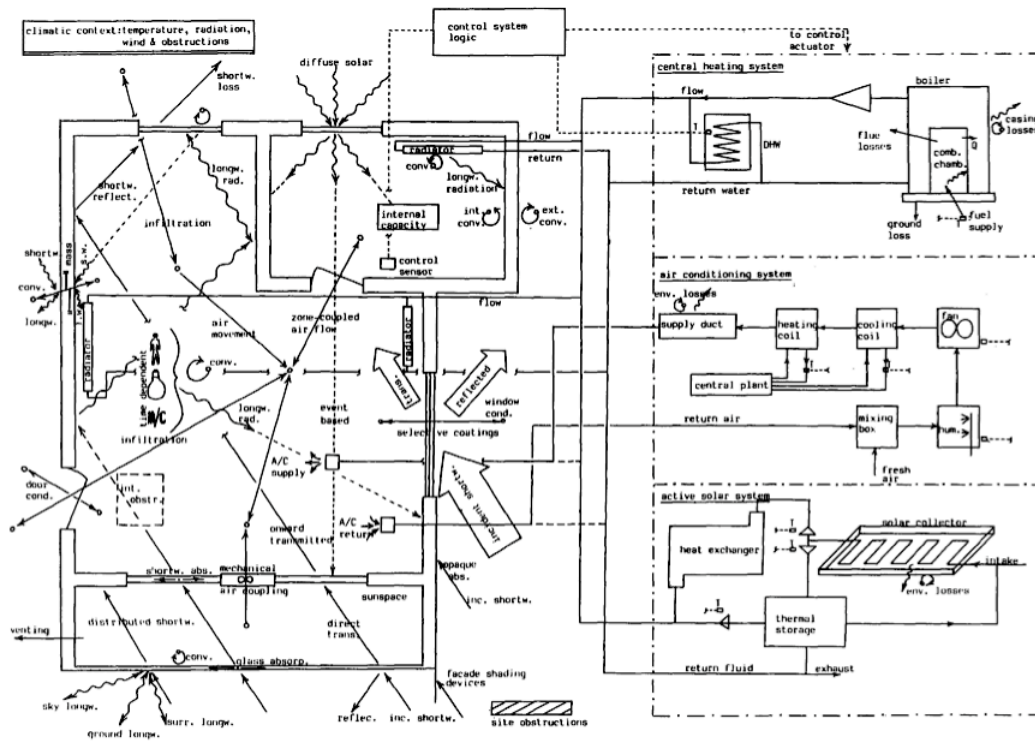 climatic context:temperature, radiation,
wind & obstructions
control system
logic
to control
actuator
shortw.
loss
diffuse solar
central heating system
boiler
flow
flow
T
DHW
flue
losses
comb.
chamb.
Q
casing
losses
radiator
return
conv.
longw.
radiation
return water
ground
loss
fuel
supply
shortw.
reflect.
longw.
rad.
infiltration
internal
capacity
int.
conv.
ext.
conv.
control
sensor
mass
s.w.
shortw.
conv.
longw.
l.w.
flow
air conditioning system
env. losses
supply duct
heating
coil
cooling
coil
fan
T
T
central plant
air
movement
zone-coupled
air flow
radiator
radiator
time dependent
W/C
conv.
trans.
reflected
window
cond.
longw.
rad.
event
based
selective coatings
infiltration
return air
mixing
box
hum.
fresh
air
A/C
supply
door
cond.
int.
obstr.
incident shortw.
A/C
return
onward
transmitted
active solar system
heat exchanger
T
T
solar collector
intake
env. losses
shortw. abs.
mechanical
air coupling
sunspace
opaque
abs.
inc. shortw.
T
thermal
storage
distributed shortw.
direct
trans.
venting
conv.
glass absorp.
return fluid
exhaust
facade shading
devices
sky longw.
surr. longw.
ground longw.
reflec.
inc. shortw.
site obstructions